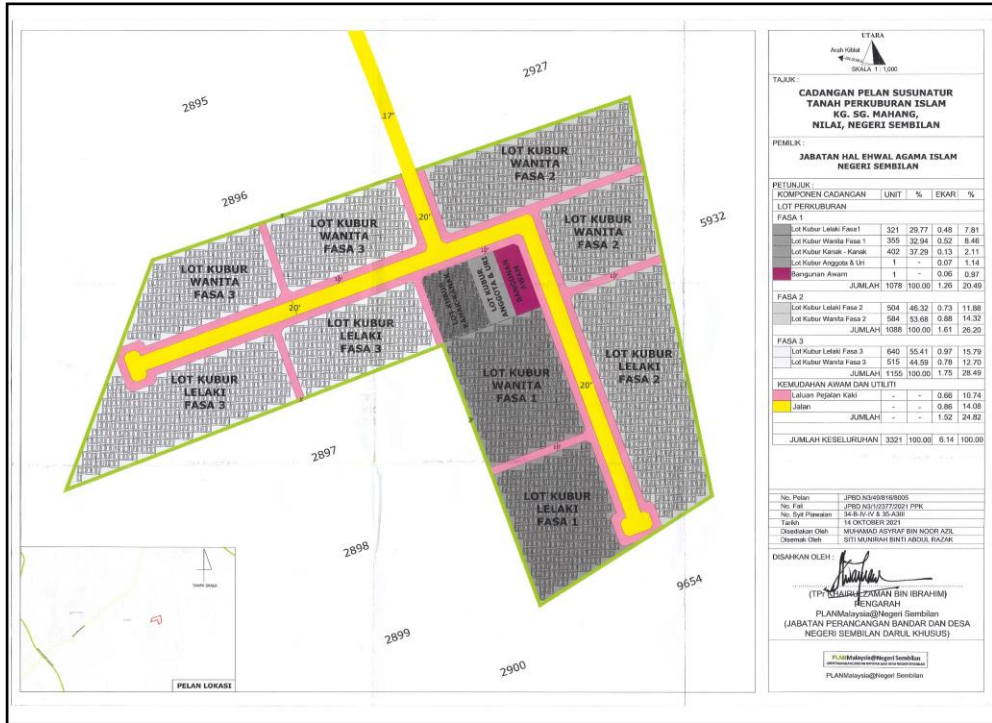 2895
2927
17"
2896
5932
LOT KUBUR
WANITA
FASA 2
LOT KUBUR
WANITA
FASA 3
20"
LOT KUBUR
WANITA
FASA 2
LOT KUBUR
WANITA
FASA 3
10"
LOT KUBUR
ANGGOTA & URI
BANGUNAN
AWAM
20"
LOT KUBUR
LELAKI
FASA 3
LOT KUBUR
LELAKI
FASA 3
LOT KUBUR
WANITA
FASA 1
LOT KUBUR
LELAKI
FASA 2
20"
10"
LOT KUBUR
LELAKI
FASA 1
2897
2898
9654
2899
2900
PELAN LOKASI
UTARA
Arah Kiblat
SKALA 1 : 1,000
TAJUK :
CADANGAN PELAN SUSUNATUR
TANAH PERKUBURAN ISLAM
KG. SG. MAHANG,
NILAI, NEGERI SEMBILAN
PEMILIK :
JABATAN HAL EHWAL AGAMA ISLAM
NEGERI SEMBILAN
PETUNJUK :
KOMPONEN CADANGAN UNIT % EKAR %
LOT PERKUBURAN
FASA 1
Lot Kubur Lelaki Fasa1 321 29.77 0.48 7.81
Lot Kubur Wanita Fasa 1 355 32.94 0.52 8.46
Lot Kubur Kanak - Kanak 402 37.29 0.13 2.11
Lot Kubur Anggota & Uri 1 - 0.07 1.14
Bangunan Awam 1 - 0.06 0.97
JUMLAH 1078 100.00 1.26 20.49
FASA 2
Lot Kubur Lelaki Fasa 2 504 46.32 0.73 11.88
Lot Kubur Wanita Fasa 2 584 53.68 0.88 14.32
JUMLAH 1088 100.00 1.61 26.20
FASA 3
Lot Kubur Lelaki Fasa 3 640 55.41 0.97 15.79
Lot Kubur Wanita Fasa 3 515 44.59 0.78 12.70
JUMLAH 1155 100.00 1.75 28.49
KEMUDAHAN AWAM DAN UTILITI
Laluan Pejalan Kaki - - 0.66 10.74
Jalan - - 0.86 14.08
JUMLAH - - 1.52 24.82
JUMLAH KESELURUHAN 3321 100.00 6.14 100.00
No. Pelan JPBD.N3/49/816/8005
No. Fail JPBD.N3/1/2377/2021 PPK
No. Syit Piawaian 34-B-IV-IV & 35-A3III
Tarikh 14 OKTOBER 2021
Disediakan Oleh MUHAMAD ASYRAF BIN NOOR AZIL
Disemak Oleh SITI MUNIRAH BINTI ABDUL RAZAK
DISAHKAN OLEH :
(TPr KHAIRULZAMAN BIN IBRAHIM)
PENGARAH
PLANMalaysia@Negeri Sembilan
(JABATAN PERANCANGAN BANDAR DAN DESA
NEGERI SEMBILAN DARUL KHUSUS)
PLANMalaysia@Negeri Sembilan
PLANMalaysia@Negeri Sembilan